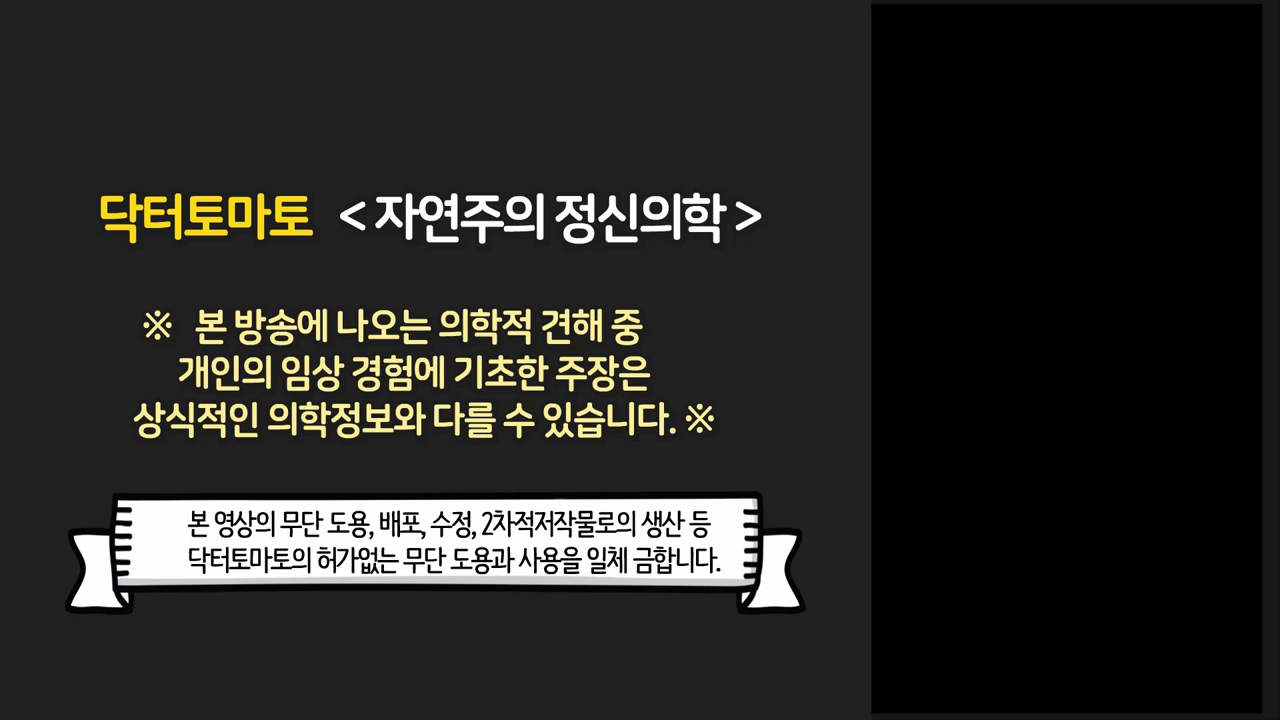 닥터토마토 < 자연주의 정신의학 >
※ 본 방송에 나오는 의학적 견해 중
개인의 임상 경험에 기초한 주장은
상식적인 의학정보와 다를 수 있습니다. ※
본 영상의 무단 도용, 배포, 수정, 2차적저작물로의 생산 등
닥터토마토의 허가없는 무단 도용과 사용을 일체 금합니다.